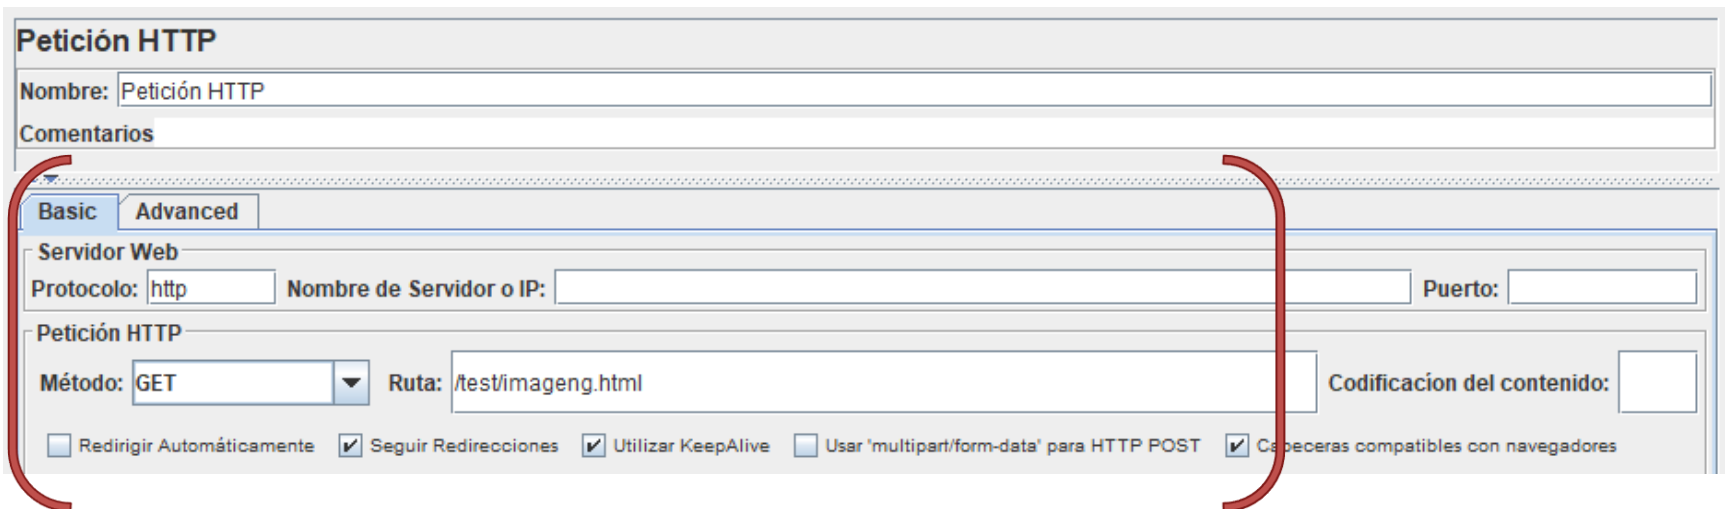 Petición HTTP
Nombre: Petición HTTP
Comentarios
Basic Advanced
Servidor Web
Protocolo: http Nombre de Servidor o IP: Puerto:
Petición HTTP
Método: GET Ruta: /test/imageng.html Codificacíon del contenido:
Redirigir Automáticamente Seguir Redirecciones Utilizar KeepAlive Usar 'multipart/form-data' para HTTP POST Cabeceras compatibles con navegadores